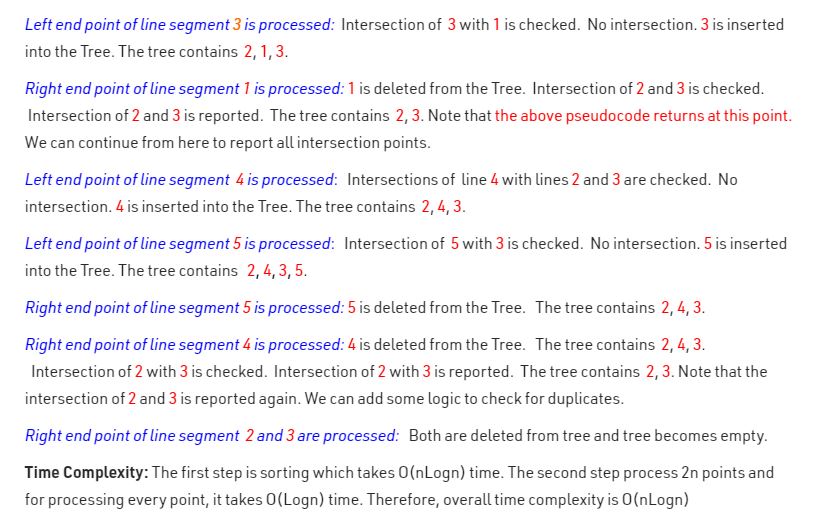 Left end point of line segment 3 is processed: Intersection of 3 with 1 is checked. No intersection. 3 is inserted
into the Tree. The tree contains 2, 1, 3.
Right end point of line segment 1 is processed: 1 is deleted from the Tree. Intersection of 2 and 3 is checked.
Intersection of 2 and 3 is reported. The tree contains 2, 3. Note that the above pseudocode returns at this point.
We can continue from here to report all intersection points.
Left end point of line segment 4 is processed: Intersections of line 4 with lines 2 and 3 are checked. No
intersection. 4 is inserted into the Tree. The tree contains 2, 4, 3.
Left end point of line segment 5 is processed: Intersection of 5 with 3 is checked. No intersection. 5 is inserted
into the Tree. The tree contains 2, 4, 3, 5.
Right end point of line segment 5 is processed: 5 is deleted from the Tree. The tree contains 2, 4, 3.
Right end point of line segment 4 is processed: 4 is deleted from the Tree. The tree contains 2, 4, 3.
Intersection of 2 with 3 is checked. Intersection of 2 with 3 is reported. The tree contains 2, 3. Note that the
intersection of 2 and 3 is reported again. We can add some logic to check for duplicates.
Right end point of line segment 2 and 3 are processed: Both are deleted from tree and tree becomes empty.
Time Complexity: The first step is sorting which takes O(nLogn) time. The second step process 2n points and
for processing every point, it takes O(Logn) time. Therefore, overall time complexity is O(nLogn)